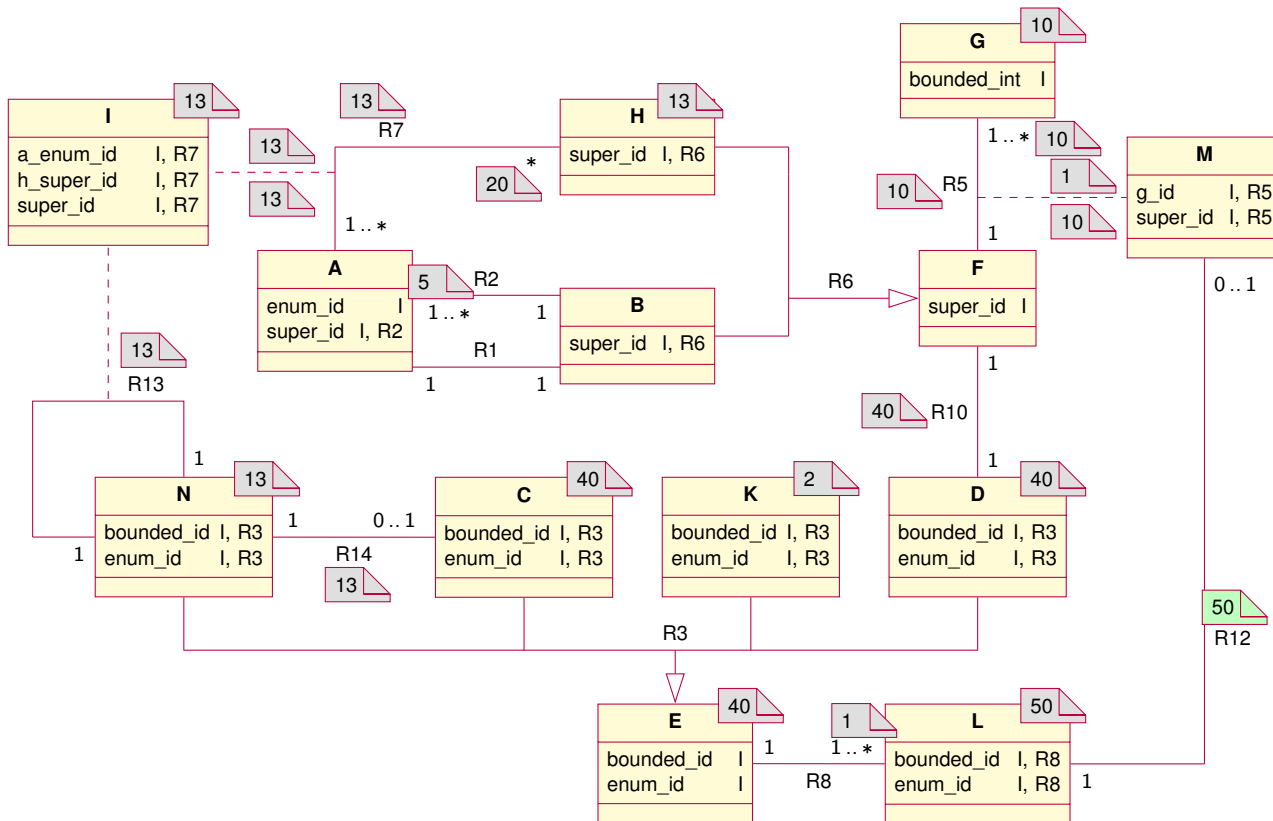 10
G
bounded_int I
13
I
a_enum_id I, R7
h_super_id I, R7
super_id I, R7
13
R7
13
H
super_id I, R6
13
13
*
20
1 .. *
1 .. *
10
R5
10
1
10
1
M
g_id I, R5
super_id I, R5
0 .. 1
A
enum_id I
super_id I, R2
5
R2
1 .. *
1
R1
1
1
B
super_id I, R6
R6
F
super_id I
1
13
R13
40
R10
1
1
1
13
N
bounded_id I, R3
enum_id I, R3
1
0 .. 1
R14
13
40
C
bounded_id I, R3
enum_id I, R3
2
K
bounded_id I, R3
enum_id I, R3
40
D
bounded_id I, R3
enum_id I, R3
50
R12
R3
40
E
bounded_id I
enum_id I
1
1
1 .. *
R8
50
L
bounded_id I, R8
enum_id I, R8
1